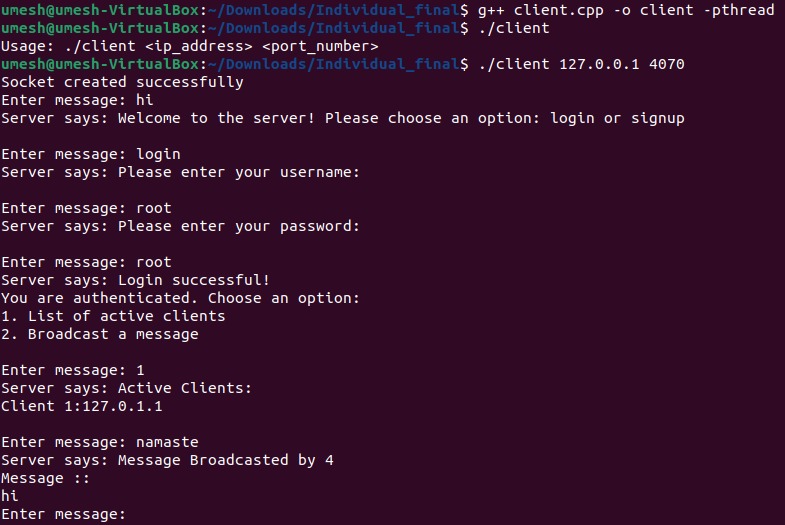 umesh@umesh-VirtualBox:~/Downloads/Individual_final$ g++ client.cpp -o client -pthread
umesh@umesh-VirtualBox:~/Downloads/Individual_final$ ./client
Usage: ./client <ip_address> <port_number>
umesh@umesh-VirtualBox:~/Downloads/Individual_final$ ./client 127.0.0.1 4070
Socket created successfully
Enter message: hi
Server says: Welcome to the server! Please choose an option: login or signup
Enter message: login
Server says: Please enter your username:
Enter message: root
Server says: Please enter your password:
Enter message: root
Server says: Login successful!
You are authenticated. Choose an option:
1. List of active clients
2. Broadcast a message
Enter message: 1
Server says: Active Clients:
Client 1:127.0.1.1
Enter message: namaste
Server says: Message Broadcasted by 4
Message ::
hi
Enter message: